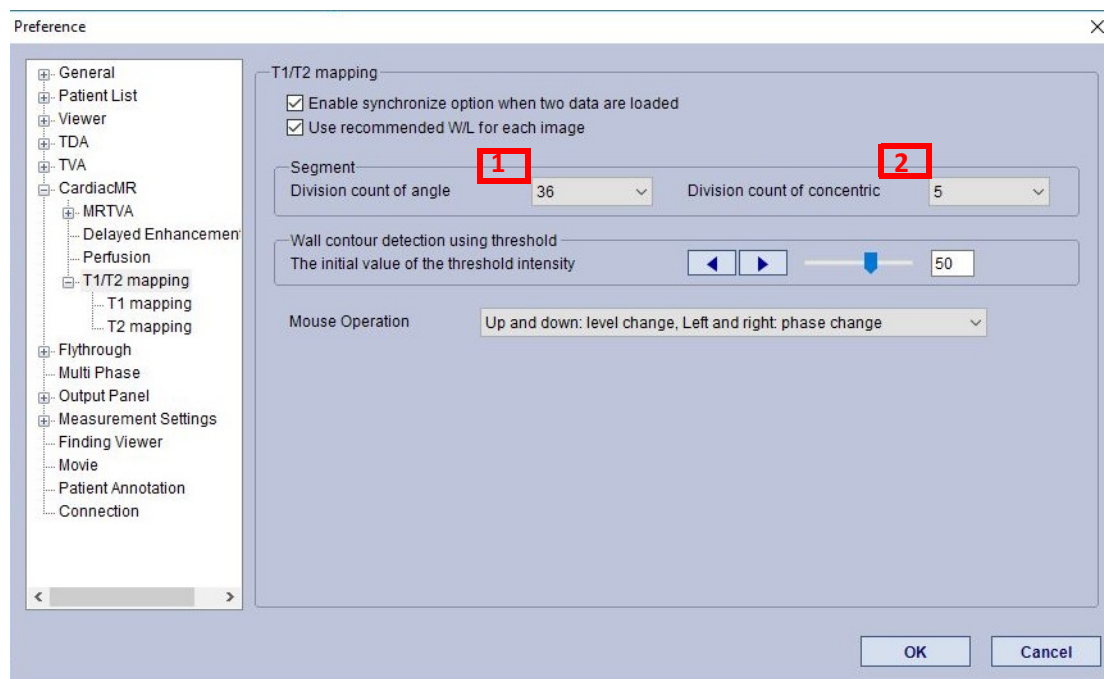 Preference
General
Patient List
Viewer
TDA
TVA
CardiacMR
MRTVA
Delayed Enhancemen
Perfusion
T1/T2 mapping
T1 mapping
T2 mapping
Flythrough
Multi Phase
Output Panel
Measurement Settings
Finding Viewer
Movie
Patient Annotation
Connection
T1/T2 mapping
Enable synchronize option when two data are loaded
Use recommended W/L for each image
Segment
1
2
Division count of angle 36 Division count of concentric 5
Wall contour detection using threshold
The initial value of the threshold intensity 50
Mouse Operation Up and down: level change, Left and right: phase change
OK Cancel